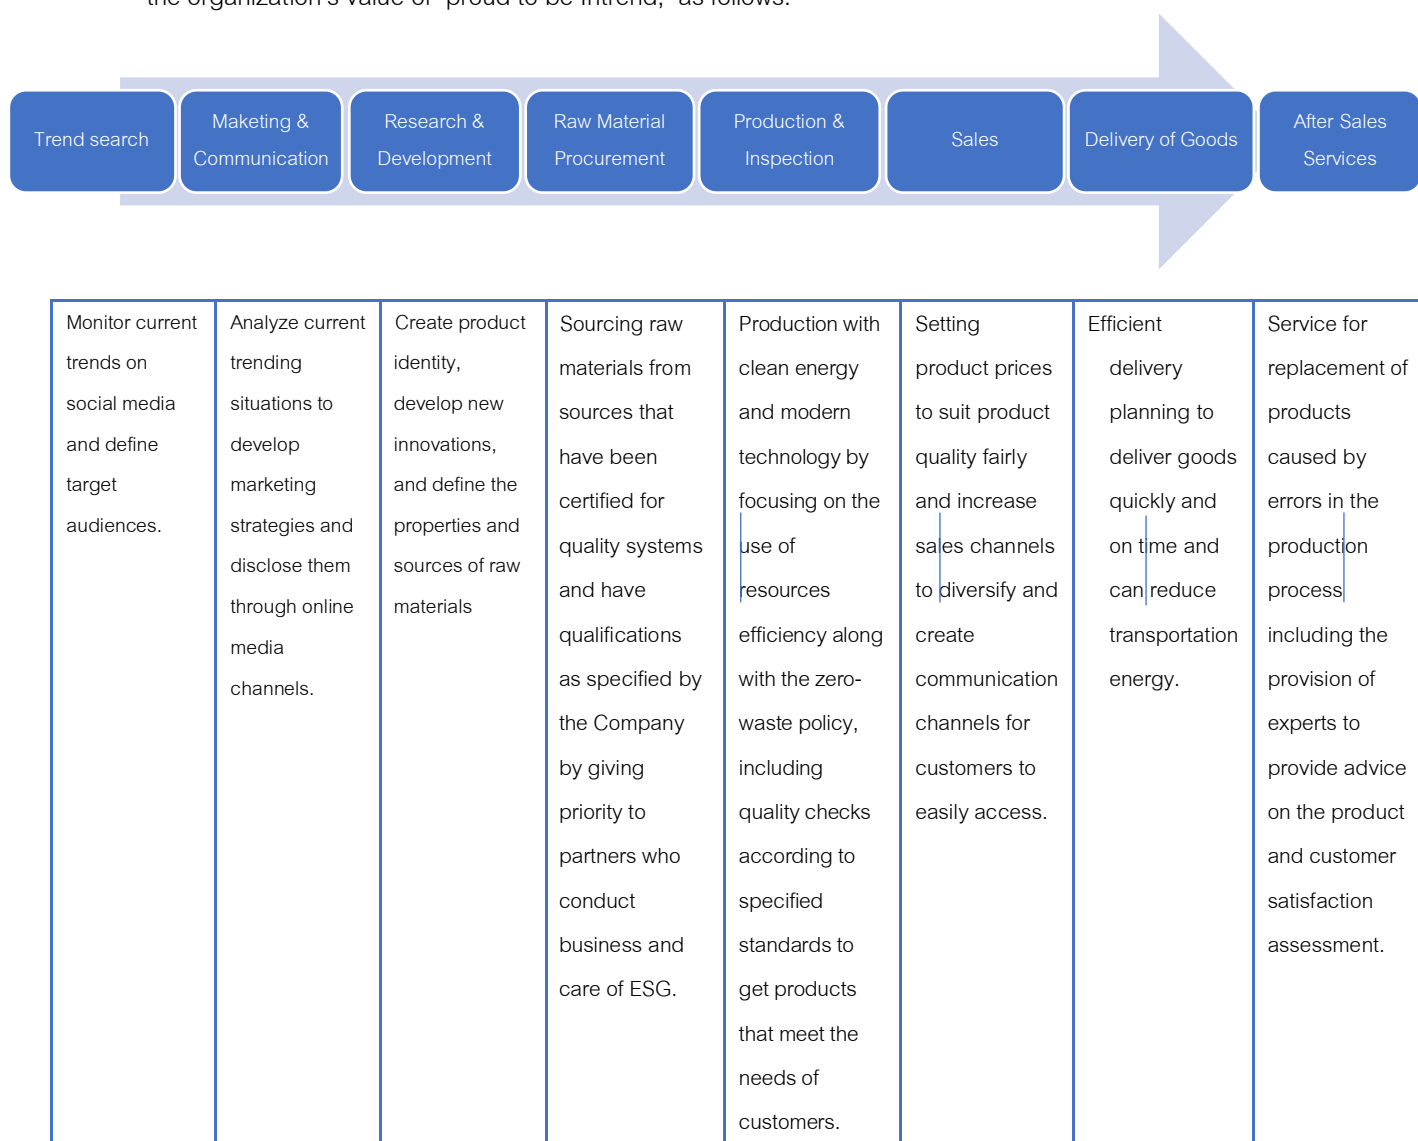 the organization's value of "proud to be Intrend," as follows:
Trend search
Maketing &
Communication
Research &
Development
Raw Material
Procurement
Production &
Inspection
Sales
Delivery of Goods
After Sales
Services
Monitor current
trends on
social media
and define
target
audiences.
Analyze current
trending
situations to
develop
marketing
strategies and
disclose them
through online
media
channels.
Create product
identity,
develop new
innovations,
and define the
properties and
sources of raw
materials
Sourcing raw
materials from
sources that
have been
certified for
quality systems
and have
qualifications
as specified by
the Company
by giving
priority to
partners who
conduct
business and
care of ESG.
Production with
clean energy
and modern
technology by
focusing on the
use of
resources
efficiency along
with the zero-
waste policy,
including
quality checks
according to
specified
standards to
get products
that meet the
needs of
customers.
Setting
product prices
to suit product
quality fairly
and increase
sales channels
to diversify and
create
communication
channels for
customers to
easily access.
Efficient
delivery
planning to
deliver goods
quickly and
on time and
can reduce
transportation
energy.
Service for
replacement of
products
caused by
errors in the
production
process
including the
provision of
experts to
provide advice
on the product
and customer
satisfaction
assessment.